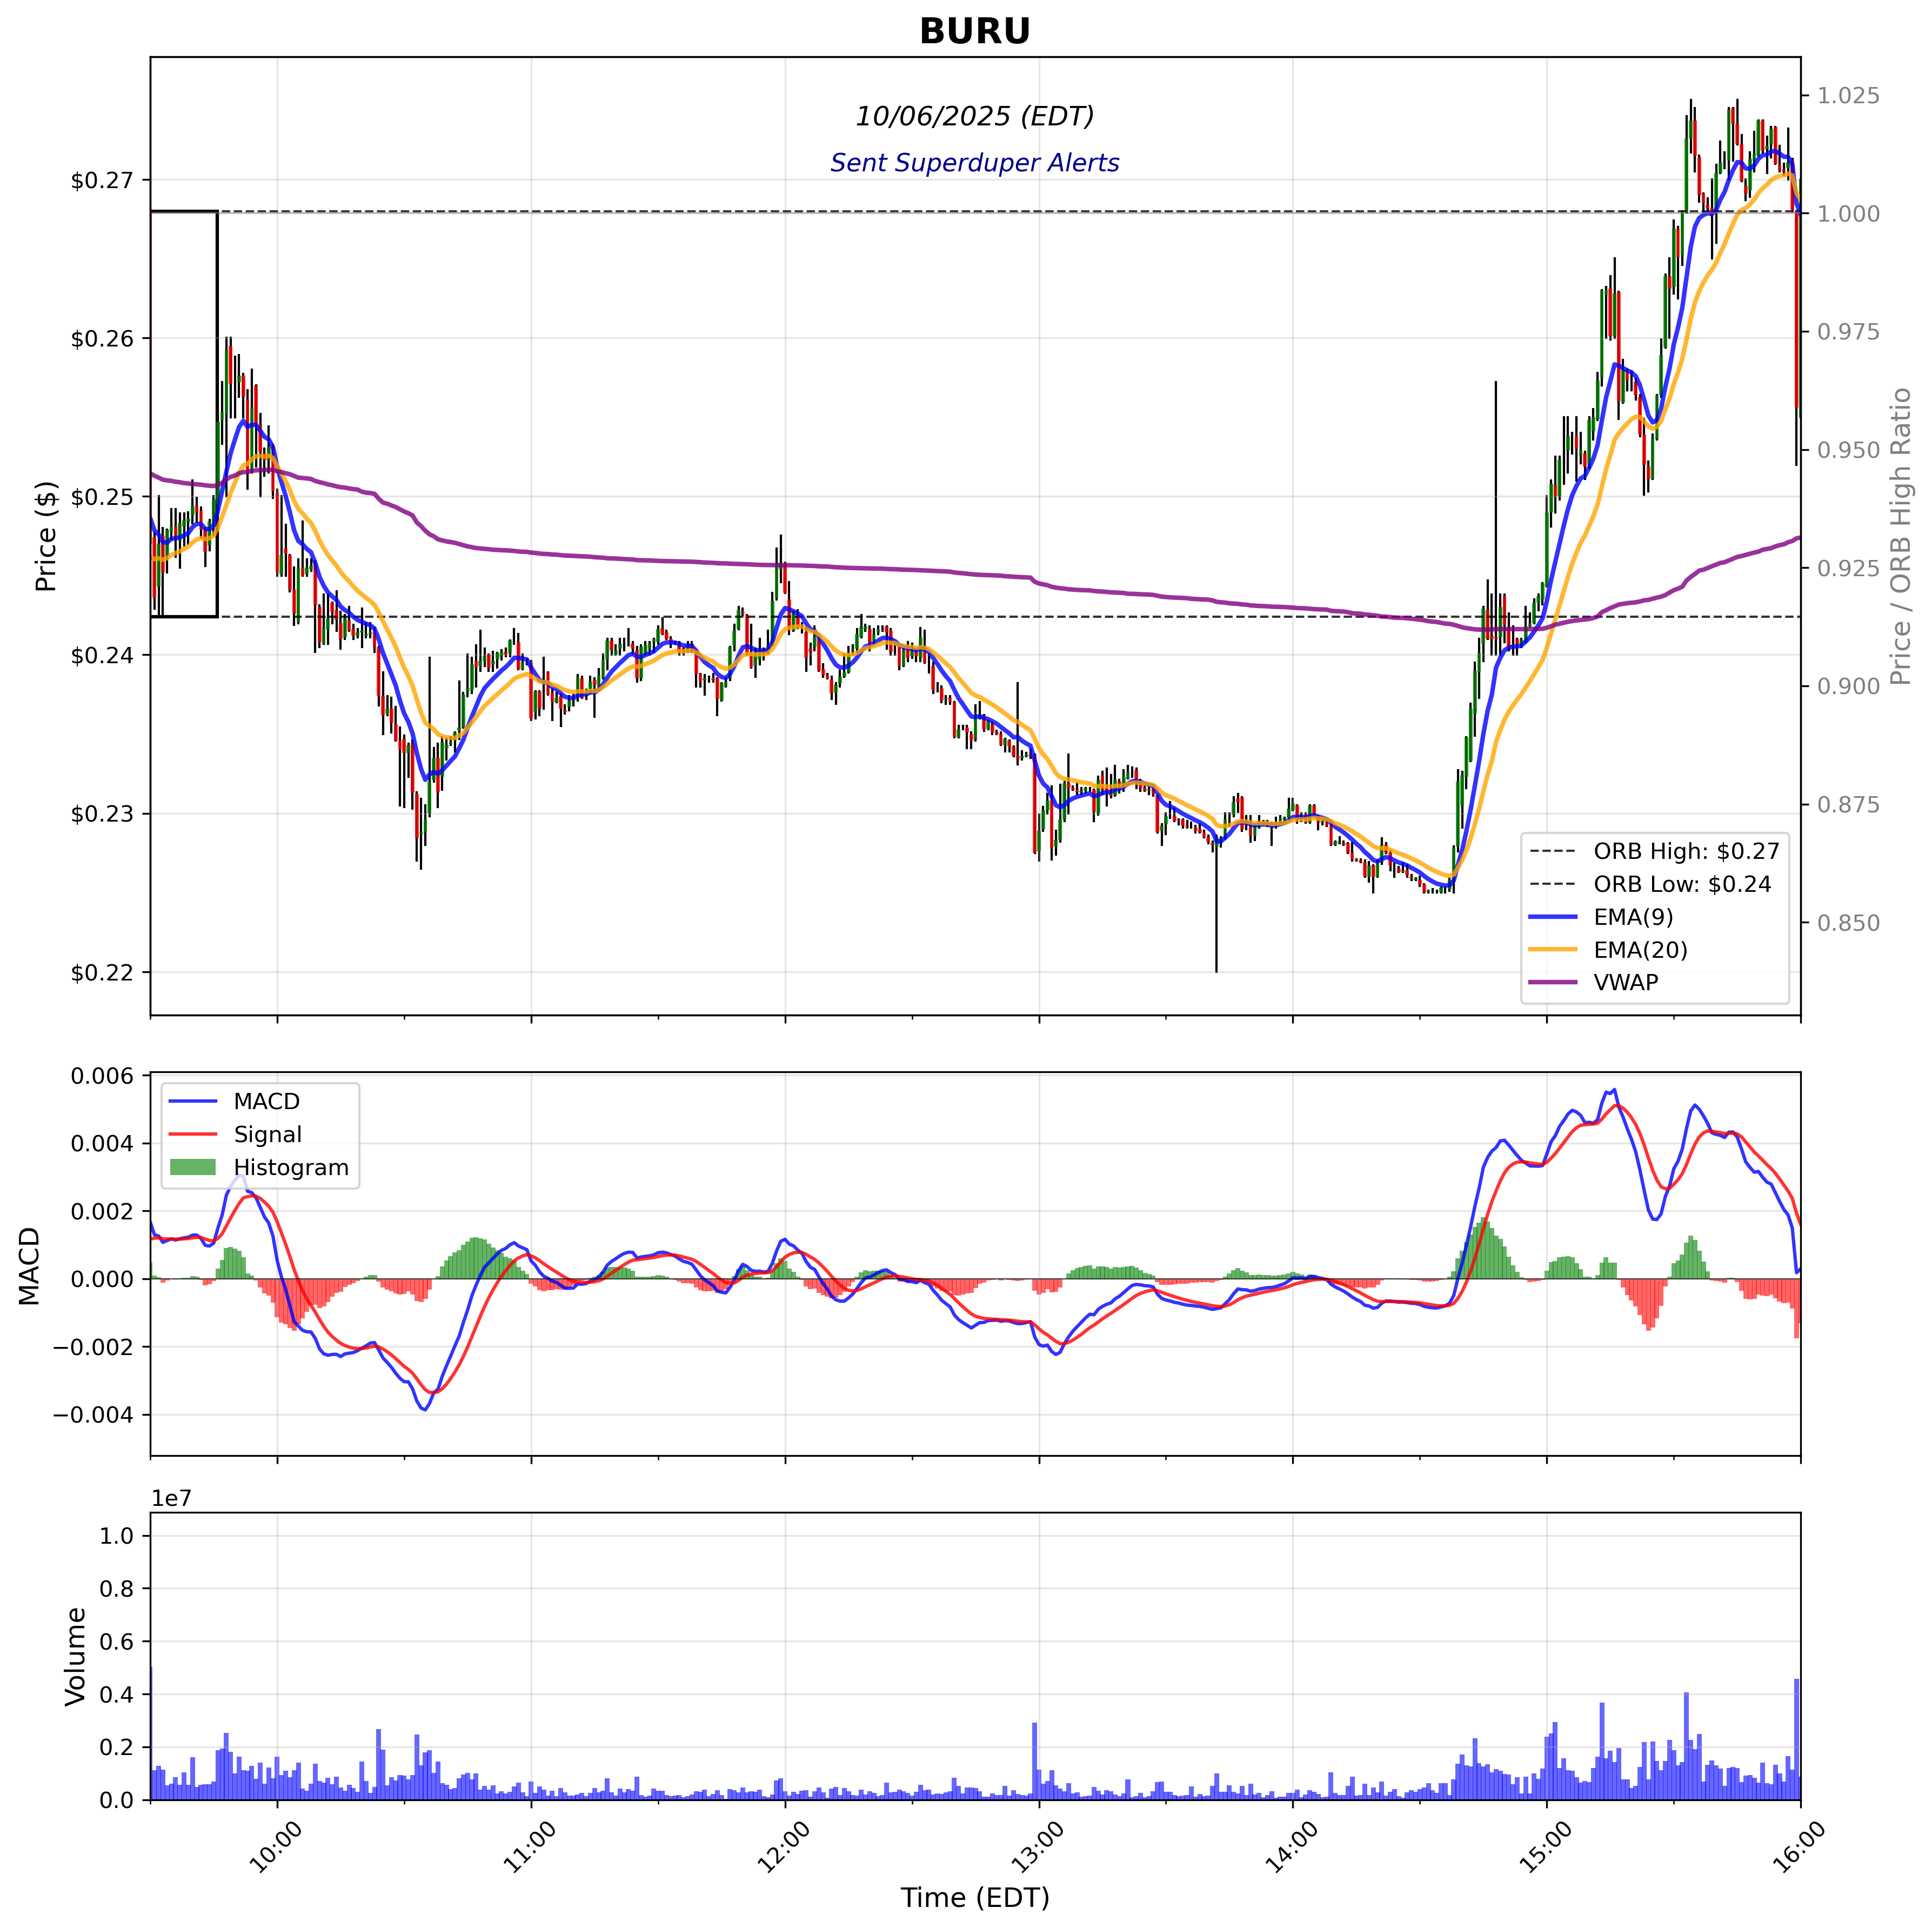 BURU
10/06/2025 (EDT)
Sent Superduper Alerts
Price ($)
$0.27
$0.26
$0.25
$0.24
$0.23
$0.22
1.025
1.000
0.975
0.950
0.925
0.900
0.875
0.850
Price / ORB High Ratio
ORB High: $0.27
ORB Low: $0.24
EMA(9)
EMA(20)
VWAP
MACD
0.006
0.004
0.002
0.000
−0.002
−0.004
MACD
Signal
Histogram
1e7
Volume
1.0
0.8
0.6
0.4
0.2
0.0
10:00
11:00
12:00
13:00
14:00
15:00
16:00
Time (EDT)